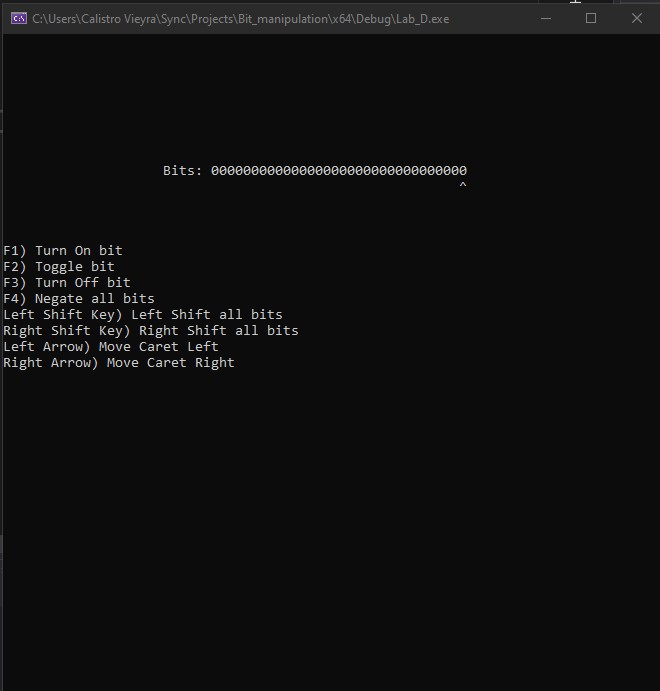 C:\Users\Calistro Vieyra\Sync\Projects\Bit_manipulation\x64\Debug\Lab_D.exe
Bits: 00000000000000000000000000000000
^
F1) Turn On bit
F2) Toggle bit
F3) Turn Off bit
F4) Negate all bits
Left Shift Key) Left Shift all bits
Right Shift Key) Right Shift all bits
Left Arrow) Move Caret Left
Right Arrow) Move Caret Right